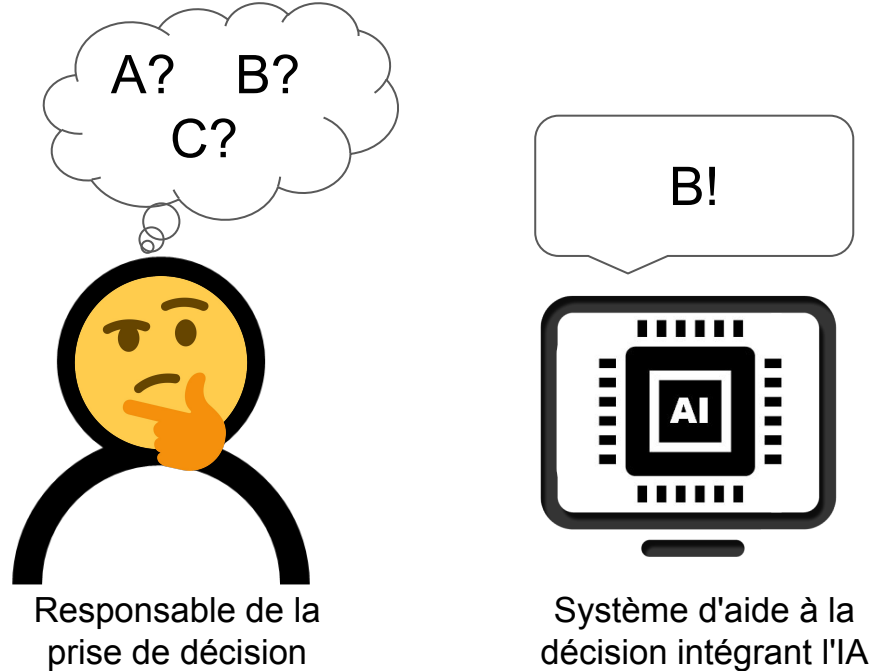 A? B?
C?
B!
AI
Responsable de la
prise de décision
Système d'aide à la
décision intégrant l'IA